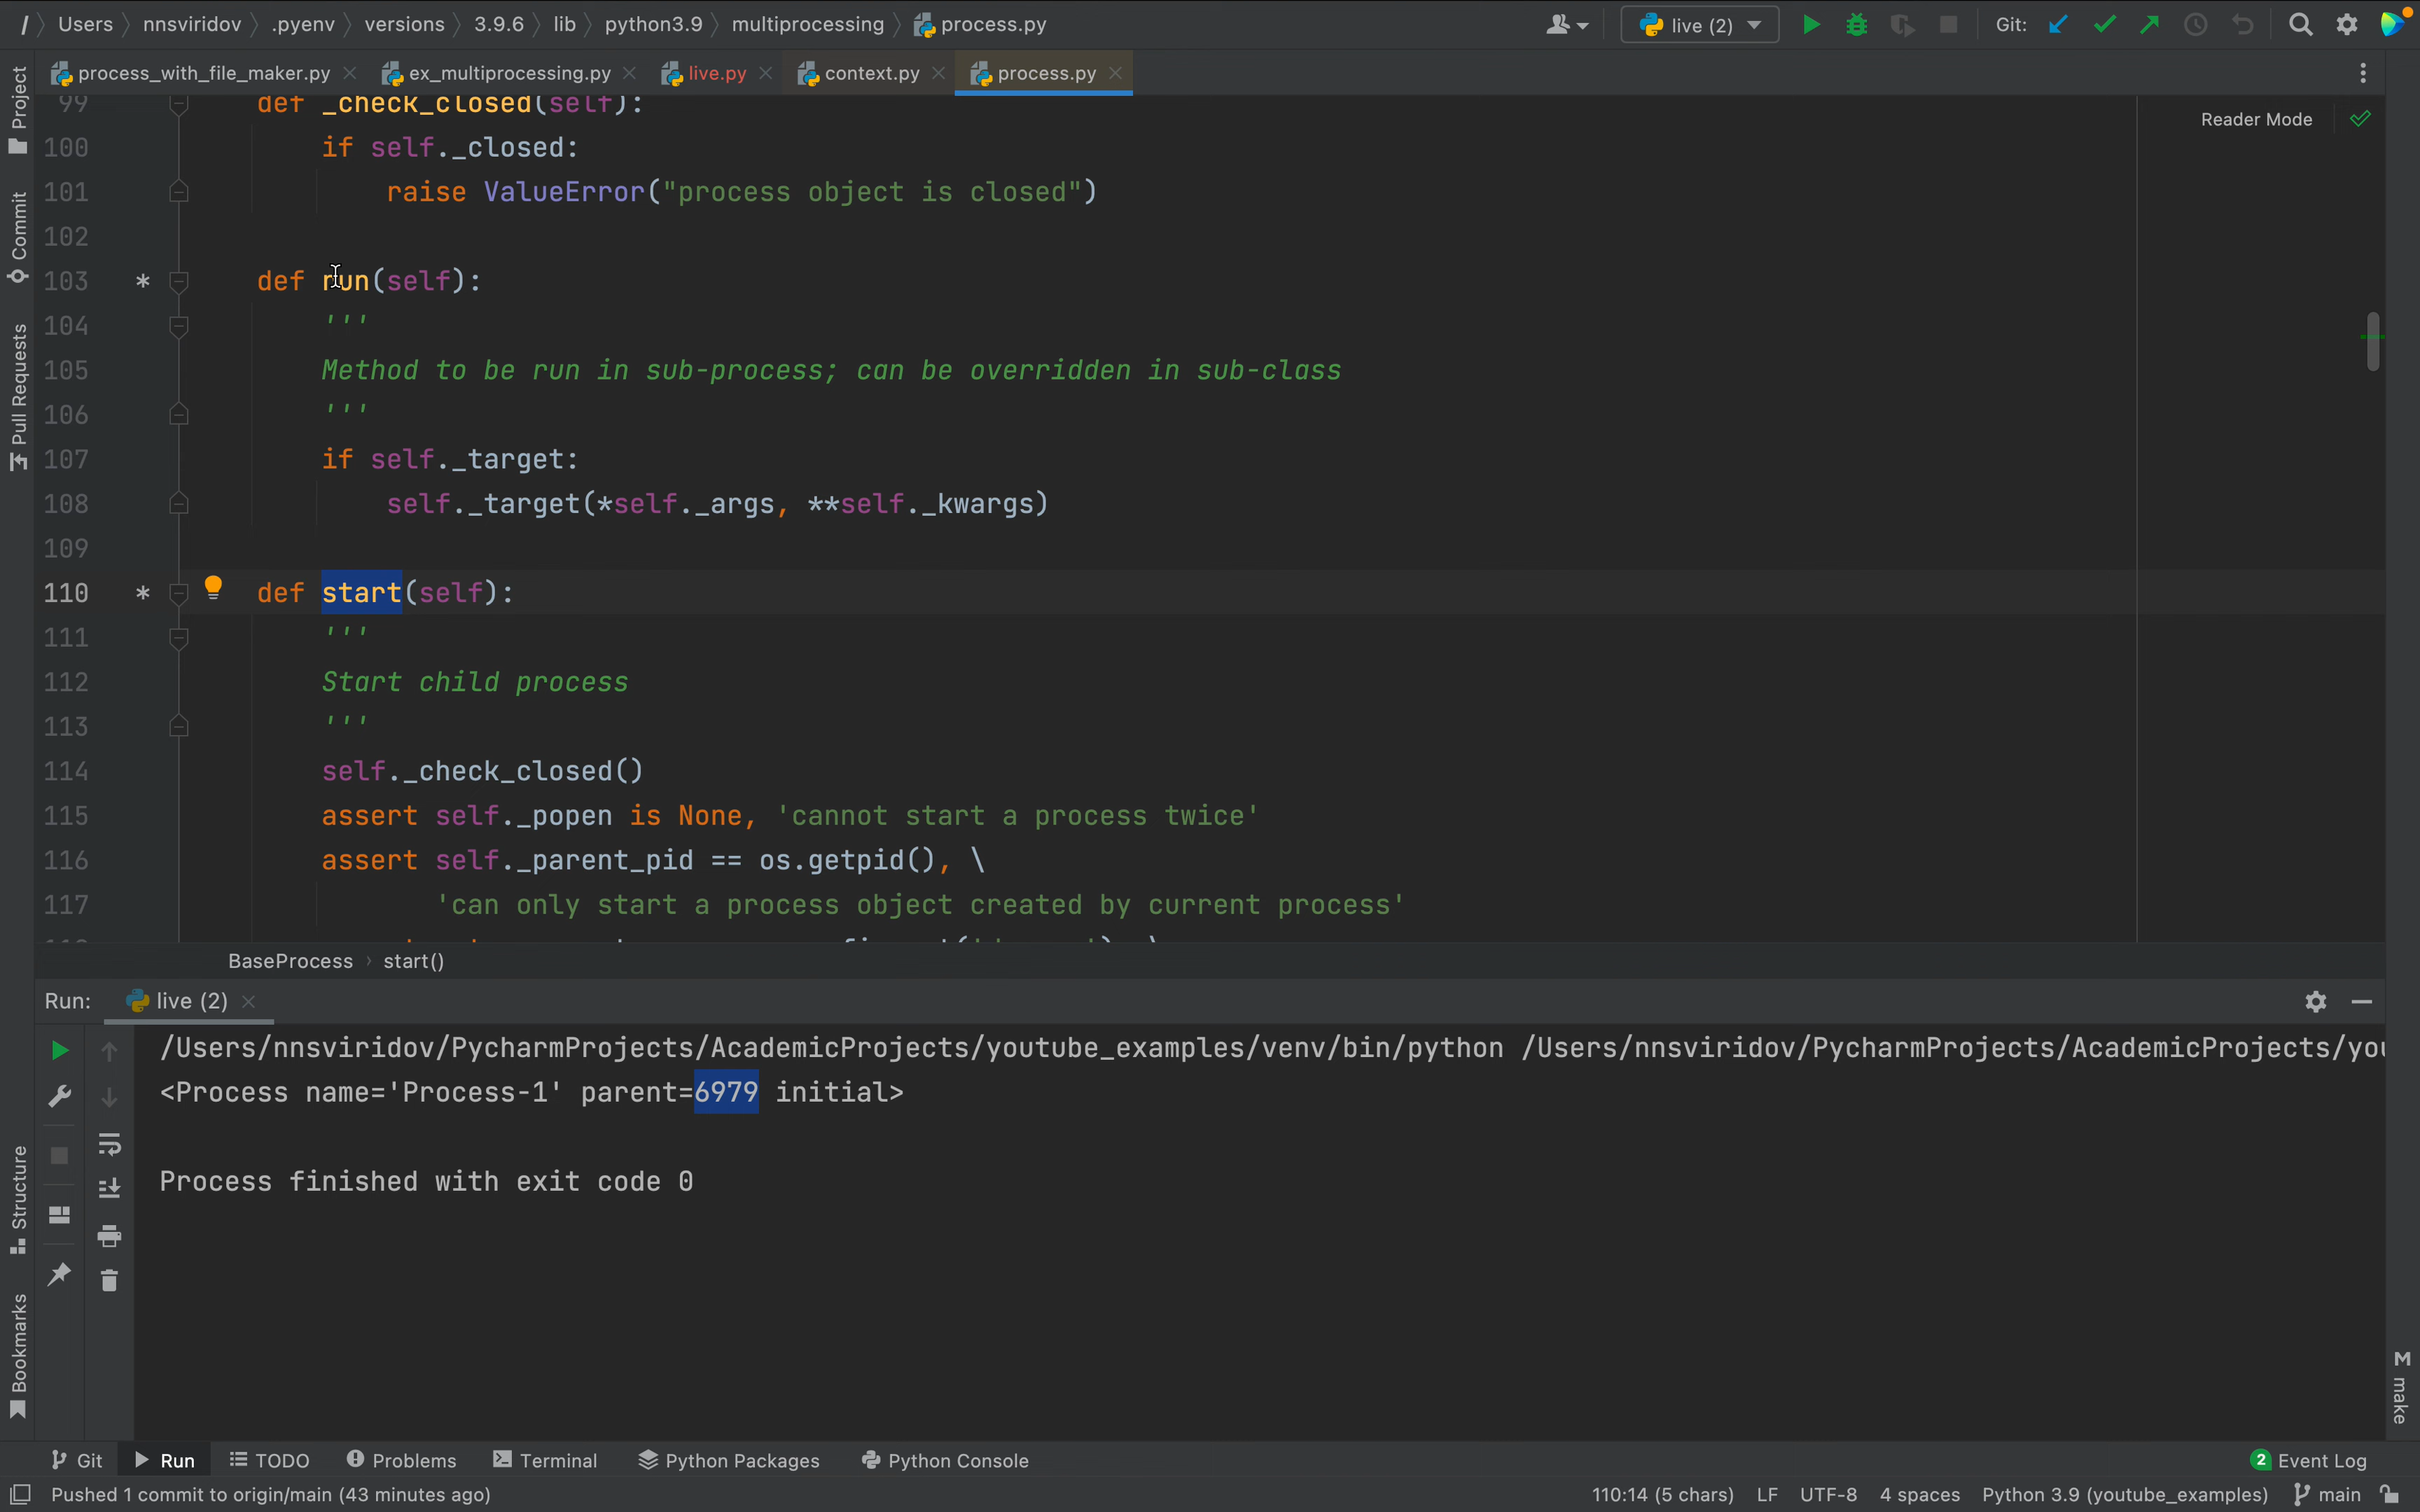 / Users nnsviridov .pyenv versions 3.9.6 lib python3.9 multiprocessing process.py live (2) Git:
process_with_file_maker.py ex_multiprocessing.py live.py context.py process.py
Project
Commit
Pull Requests
Structure
Bookmarks
Reader Mode
99 def _check_closed(self):
100 if self._closed:
101 raise ValueError("process object is closed")
102
103 * def run(self):
104 '''
105 Method to be run in sub-process; can be overridden in sub-class
106 '''
107 if self._target:
108 self._target(*self._args, **self._kwargs)
109
110 * def start(self):
111 '''
112 Start child process
113 '''
114 self._check_closed()
115 assert self._popen is None, 'cannot start a process twice'
116 assert self._parent_pid == os.getpid(), \
117 'can only start a process object created by current process'
BaseProcess › start()
Run: live (2)
/Users/nnsviridov/PycharmProjects/AcademicProjects/youtube_examples/venv/bin/python /Users/nnsviridov/PycharmProjects/AcademicProjects/you
<Process name='Process-1' parent=6979 initial>
Process finished with exit code 0
M make
Git Run TODO Problems Terminal Python Packages Python Console 2 Event Log
Pushed 1 commit to origin/main (43 minutes ago) 110:14 (5 chars) LF UTF-8 4 spaces Python 3.9 (youtube_examples) main